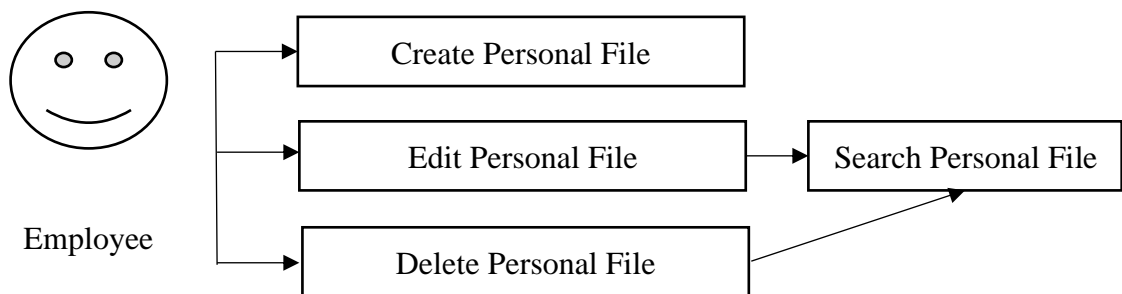 Create Personal File
Edit Personal File
Search Personal File
Employee
Delete Personal File